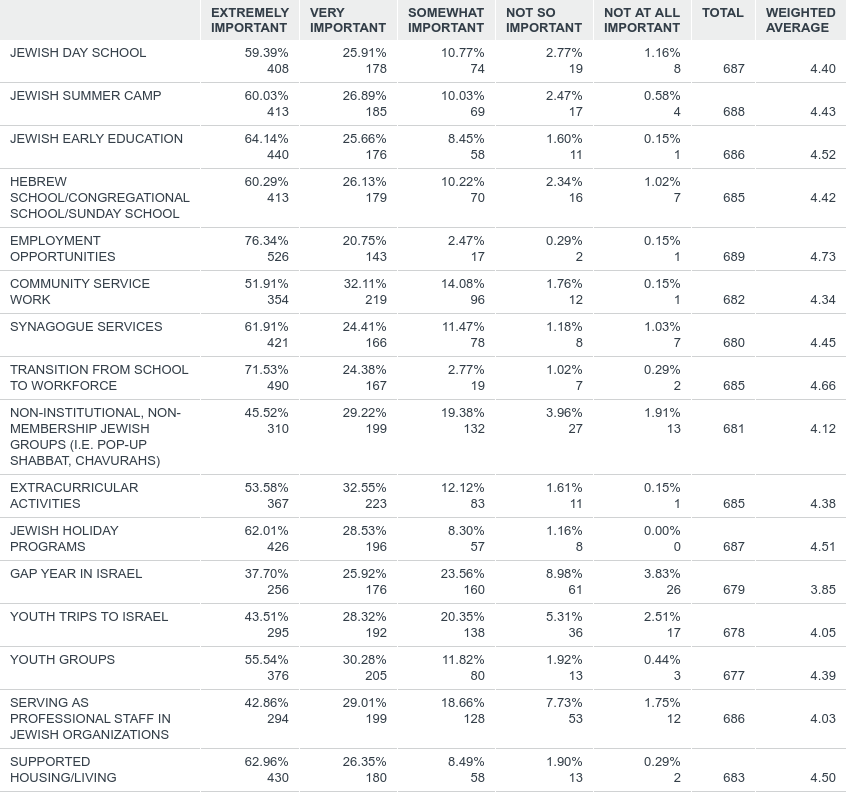 EXTREMELY IMPORTANT VERY IMPORTANT SOMEWHAT IMPORTANT NOT SO IMPORTANT NOT AT ALL IMPORTANT TOTAL WEIGHTED AVERAGE
JEWISH DAY SCHOOL 59.39% 25.91% 10.77% 2.77% 1.16%
408 178 74 19 8 687 4.40
JEWISH SUMMER CAMP 60.03% 26.89% 10.03% 2.47% 0.58%
413 185 69 17 4 688 4.43
JEWISH EARLY EDUCATION 64.14% 25.66% 8.45% 1.60% 0.15%
440 176 58 11 1 686 4.52
HEBREW 60.29% 26.13% 10.22% 2.34% 1.02%
SCHOOL/CONGREGATIONAL 413 179 70 16 7 685 4.42
SCHOOL/SUNDAY SCHOOL
EMPLOYMENT 76.34% 20.75% 2.47% 0.29% 0.15%
OPPORTUNITIES 526 143 17 2 1 689 4.73
COMMUNITY SERVICE 51.91% 32.11% 14.08% 1.76% 0.15%
WORK 354 219 96 12 1 682 4.34
SYNAGOGUE SERVICES 61.91% 24.41% 11.47% 1.18% 1.03%
421 166 78 8 7 680 4.45
TRANSITION FROM SCHOOL 71.53% 24.38% 2.77% 1.02% 0.29%
TO WORKFORCE 490 167 19 7 2 685 4.66
NON-INSTITUTIONAL, NON- 45.52% 29.22% 19.38% 3.96% 1.91%
MEMBERSHIP JEWISH 310 199 132 27 13 681 4.12
GROUPS (I.E. POP-UP
SHABBAT, CHAVURAHS)
EXTRACURRICULAR 53.58% 32.55% 12.12% 1.61% 0.15%
ACTIVITIES 367 223 83 11 1 685 4.38
JEWISH HOLIDAY 62.01% 28.53% 8.30% 1.16% 0.00%
PROGRAMS 426 196 57 8 0 687 4.51
GAP YEAR IN ISRAEL 37.70% 25.92% 23.56% 8.98% 3.83%
256 176 160 61 26 679 3.85
YOUTH TRIPS TO ISRAEL 43.51% 28.32% 20.35% 5.31% 2.51%
295 192 138 36 17 678 4.05
YOUTH GROUPS 55.54% 30.28% 11.82% 1.92% 0.44%
376 205 80 13 3 677 4.39
SERVING AS 42.86% 29.01% 18.66% 7.73% 1.75%
PROFESSIONAL STAFF IN 294 199 128 53 12 686 4.03
JEWISH ORGANIZATIONS
SUPPORTED 62.96% 26.35% 8.49% 1.90% 0.29%
HOUSING/LIVING 430 180 58 13 2 683 4.50